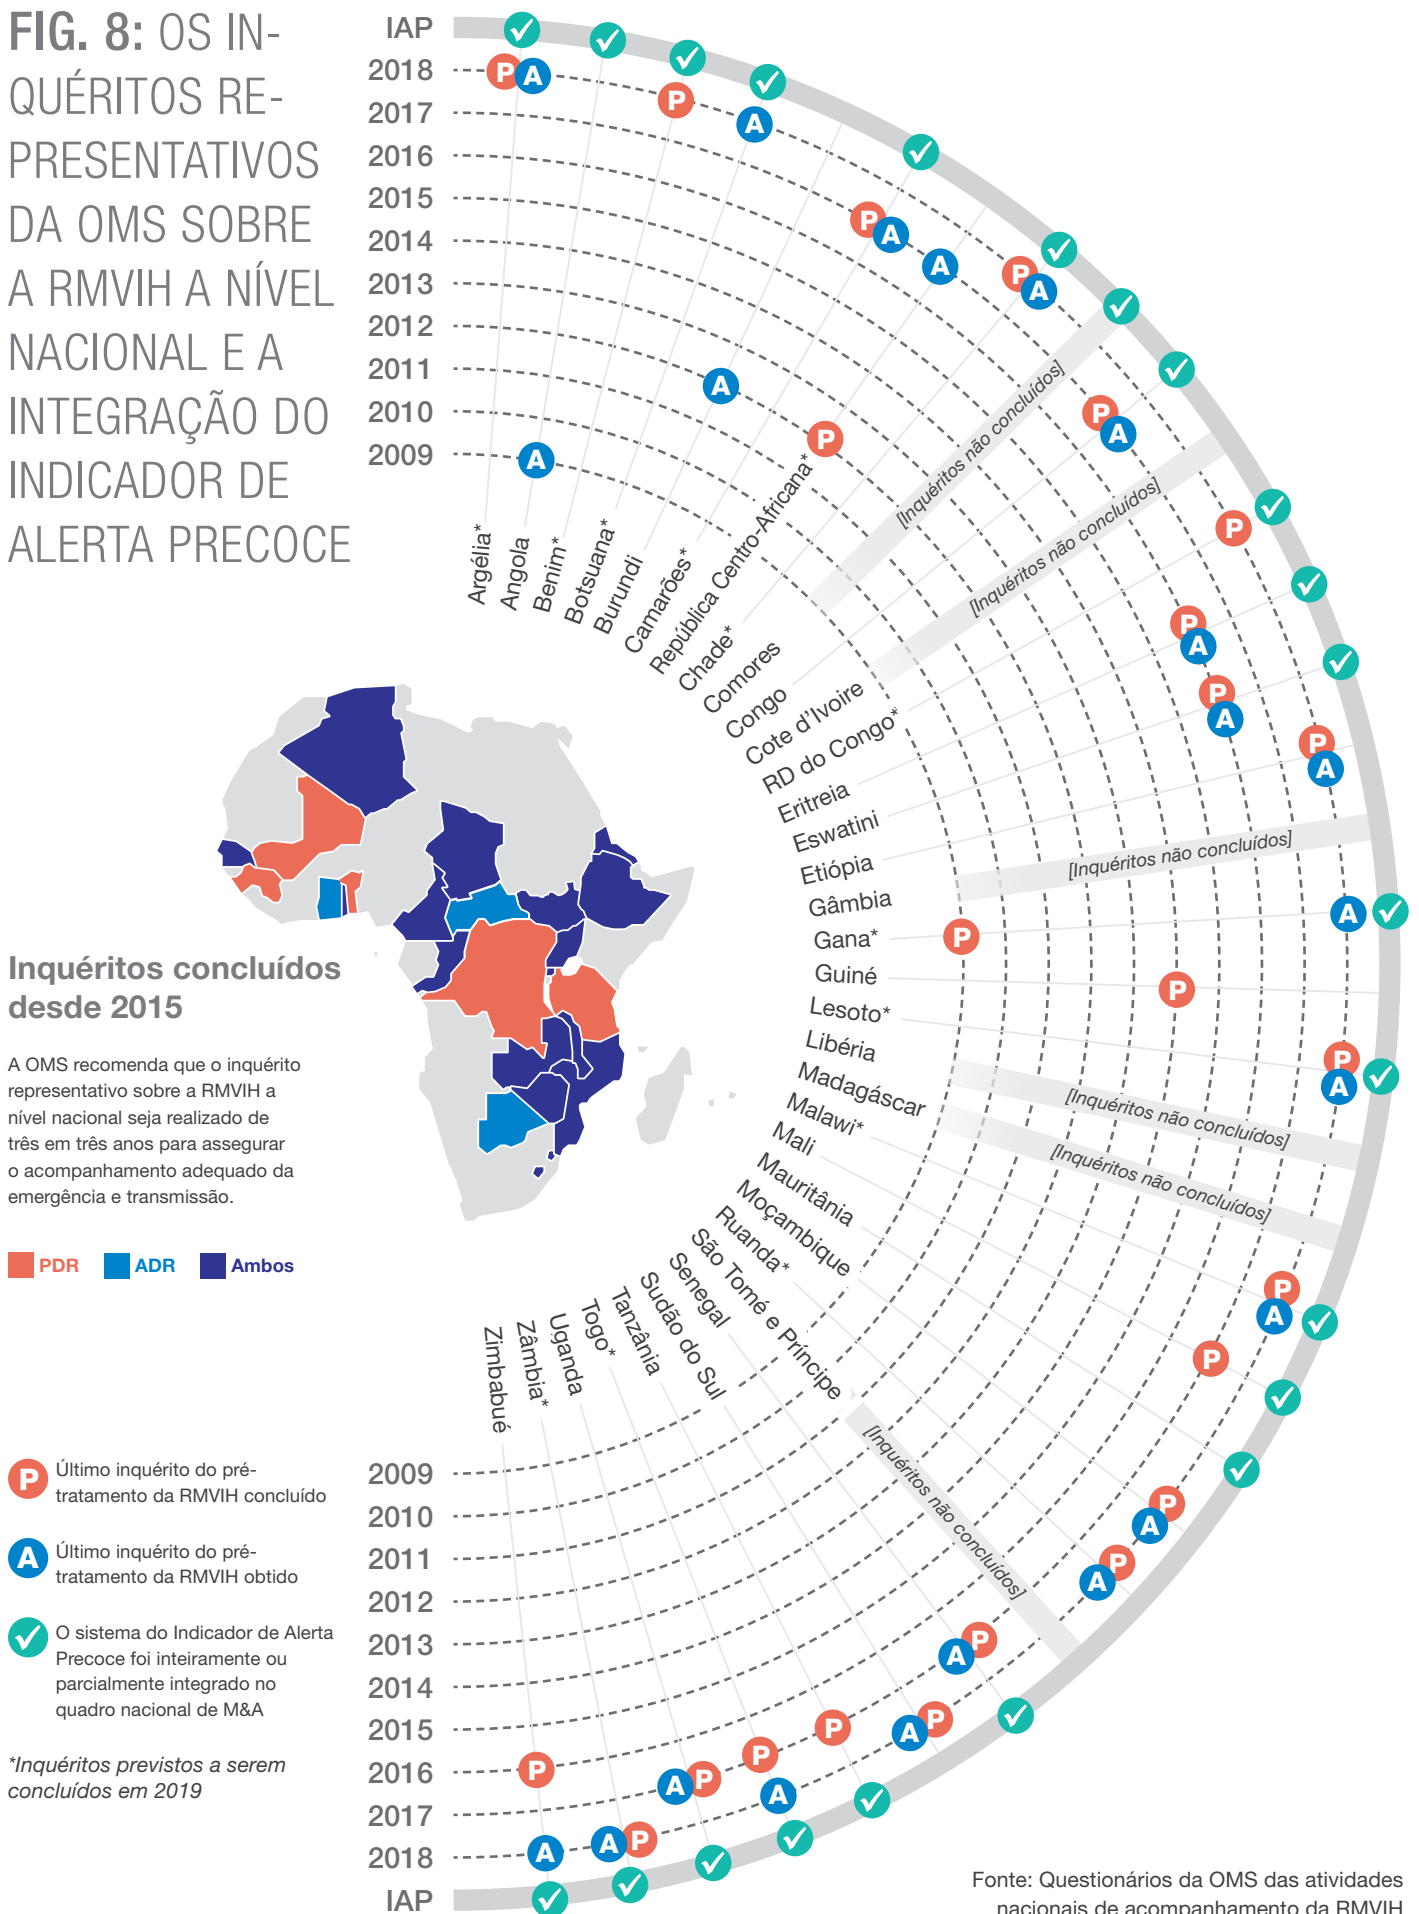 FIG. 8: OS IN-
QUÉRITOS RE-
PRESENTATIVOS
DA OMS SOBRE
A RMVIH A NÍVEL
NACIONAL E A
INTEGRAÇÃO DO
INDICADOR DE
ALERTA PRECOCE
IAP
2018
2017
2016
2015
2014
2013
2012
2011
2010
2009
P
A
P
A
P
A
A
P
A
A
P
A
P
A
P
P
A
P
A
P
A
P
A
P
P
A
P
A
P
P
A
P
A
P
A
P
A
P
P
A
P
A
P
A
P
A
Argélia*
Angola
Benim*
Botsuana*
Burundi
Camarões*
República Centro-Africana*
Chade*
Comores
[Inquéritos não concluídos]
Congo
Cote d'Ivoire
[Inquéritos não concluídos]
RD do Congo*
Eritreia
Eswatini
Etiópia
Gâmbia
[Inquéritos não concluídos]
Gana*
Guiné
Lesoto*
Libéria
[Inquéritos não concluídos]
Madagáscar
[Inquéritos não concluídos]
Malawi*
Mali
Mauritânia
Moçambique
Ruanda*
São Tomé e Príncipe
[Inquéritos não concluídos]
Senegal
Sudão do Sul
Tanzânia
Togo*
Uganda
Zâmbia*
Zimbabué
Inquéritos concluídos
desde 2015
A OMS recomenda que o inquérito
representativo sobre a RMVIH a
nível nacional seja realizado de
três em três anos para assegurar
o acompanhamento adequado da
emergência e transmissão.
PDR ADR Ambos
P Último inquérito do pré-
tratamento da RMVIH concluído
A Último inquérito do pré-
tratamento da RMVIH obtido
O sistema do Indicador de Alerta
Precoce foi inteiramente ou
parcialmente integrado no
quadro nacional de M&A
*Inquéritos previstos a serem
concluídos em 2019
2009
2010
2011
2012
2013
2014
2015
2016
2017
2018
IAP
Fonte: Questionários da OMS das atividades
nacionais de acompanhamento da RMVIH